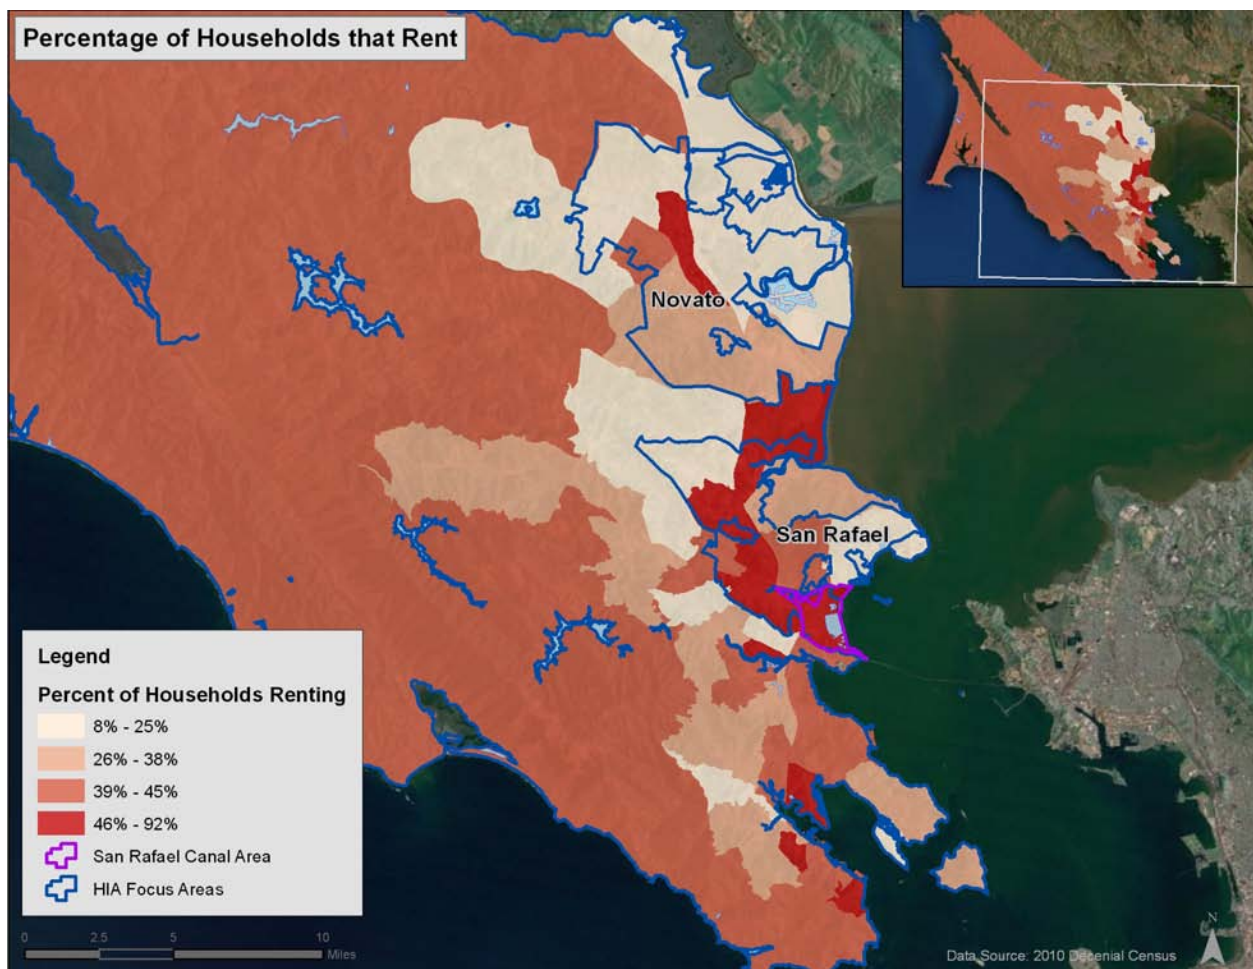 Percentage of Households that Rent
Novato
San Rafael
Legend
Percent of Households Renting
8% - 25%
26% - 38%
39% - 45%
46% - 92%
San Rafael Canal Area
HIA Focus Areas
0 2.5 5 10
Miles
N
Data Source: 2010 Decenial Census